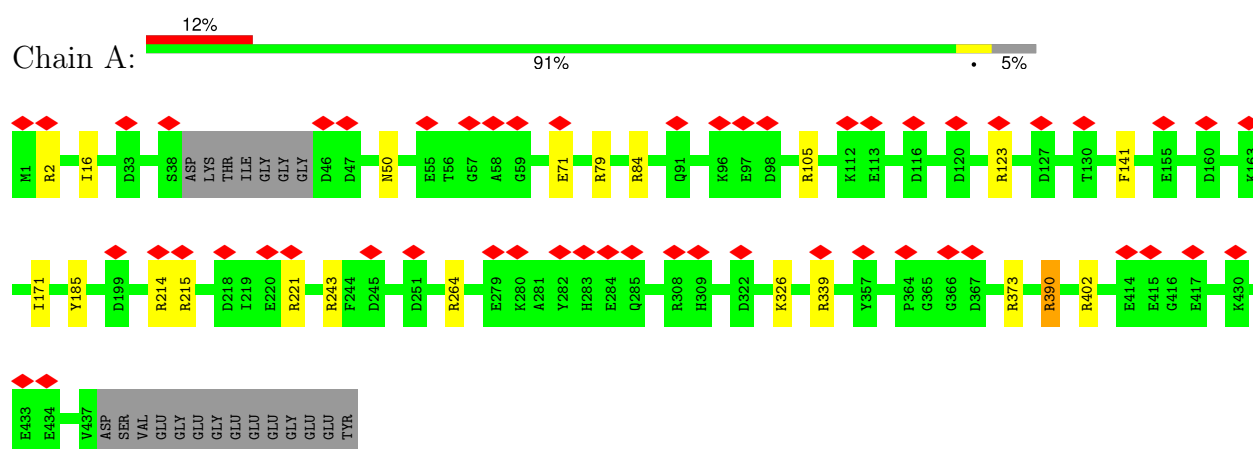 12%
Chain A:
91% • 5%
M1 R2 I16 D33 S38 ASP LYS THR ILE GLY GLY GLY D46 D47 N50 E55 T56 G57 A58 G59 E71 R79 R84 Q91 K96 E97 D98 R105 K112 E113 D116 D120 R123 D127 T130 F141 E155 D160 K163
I171 Y185 D199 R214 R215 D218 I219 E220 R221 R243 F244 D245 D251 R264 E279 K280 A281 Y282 H283 E284 Q285 R308 H309 D322 K326 R339 Y357 P364 G365 G366 D367 R373 R390 R402 E414 E415 G416 E417 K430
E433 E434 V437 ASP SER VAL GLU GLY GLU GLY GLU GLU GLU GLY GLU GLU TYR